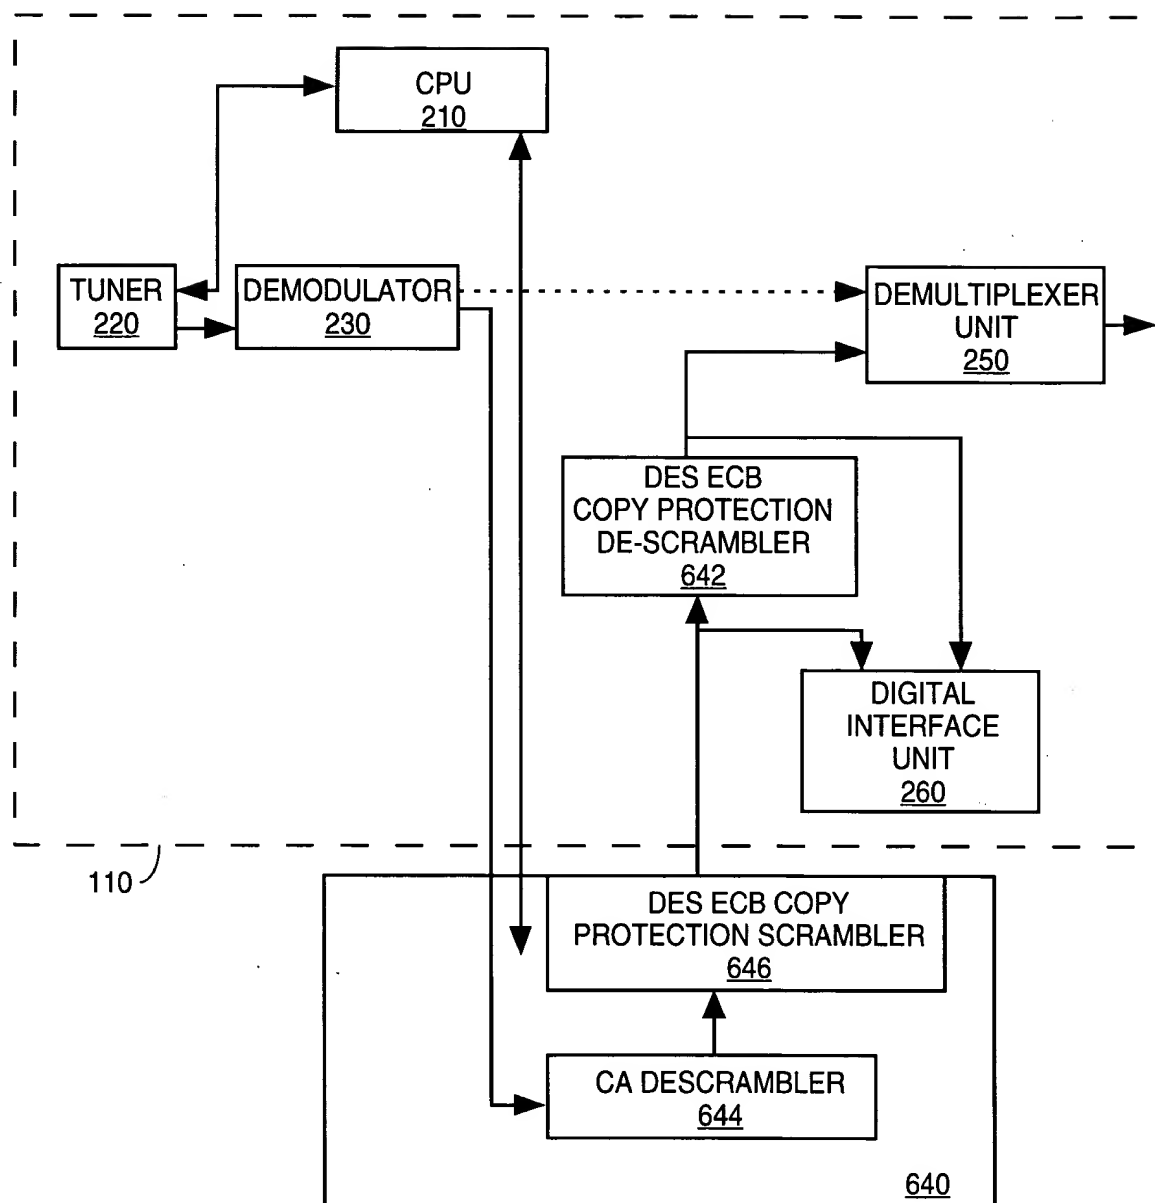 CPU
210
TUNER
220
DEMODULATOR
230
DEMULTIPLEXER
UNIT
250
DES ECB
COPY PROTECTION
DE-SCRAMBLER
642
DIGITAL
INTERFACE
UNIT
260
110
DES ECB COPY
PROTECTION SCRAMBLER
646
CA DESCRAMBLER
644
640